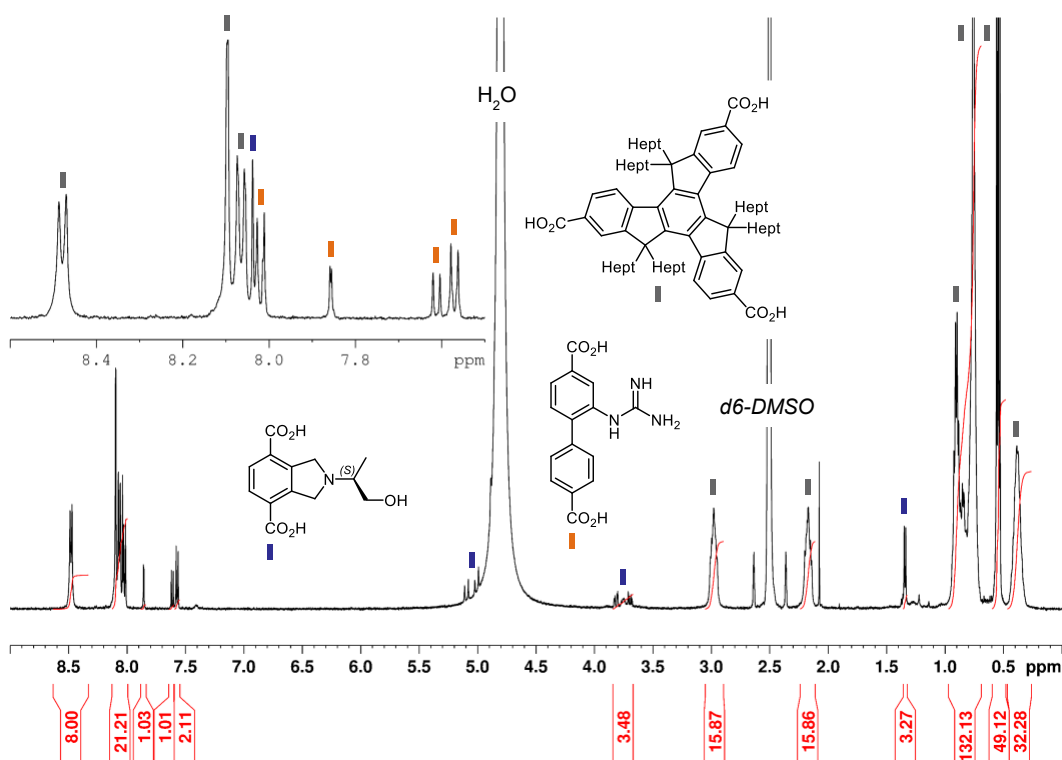 H2O
CO2H
Hept
Hept
HO2C
Hept
Hept
Hept
Hept
CO2H
8.4
8.2
8.0
7.8
ppm
CO2H
NH
N
H
NH2
CO2H
d6-DMSO
CO2H
(S)
N
OH
CO2H
8.5
8.0
7.5
7.0
6.5
6.0
5.5
5.0
4.5
4.0
3.5
3.0
2.5
2.0
1.5
1.0
0.5
ppm
8.00
21.21
1.03
1.01
2.11
3.48
15.87
15.86
3.27
132.13
49.12
32.28